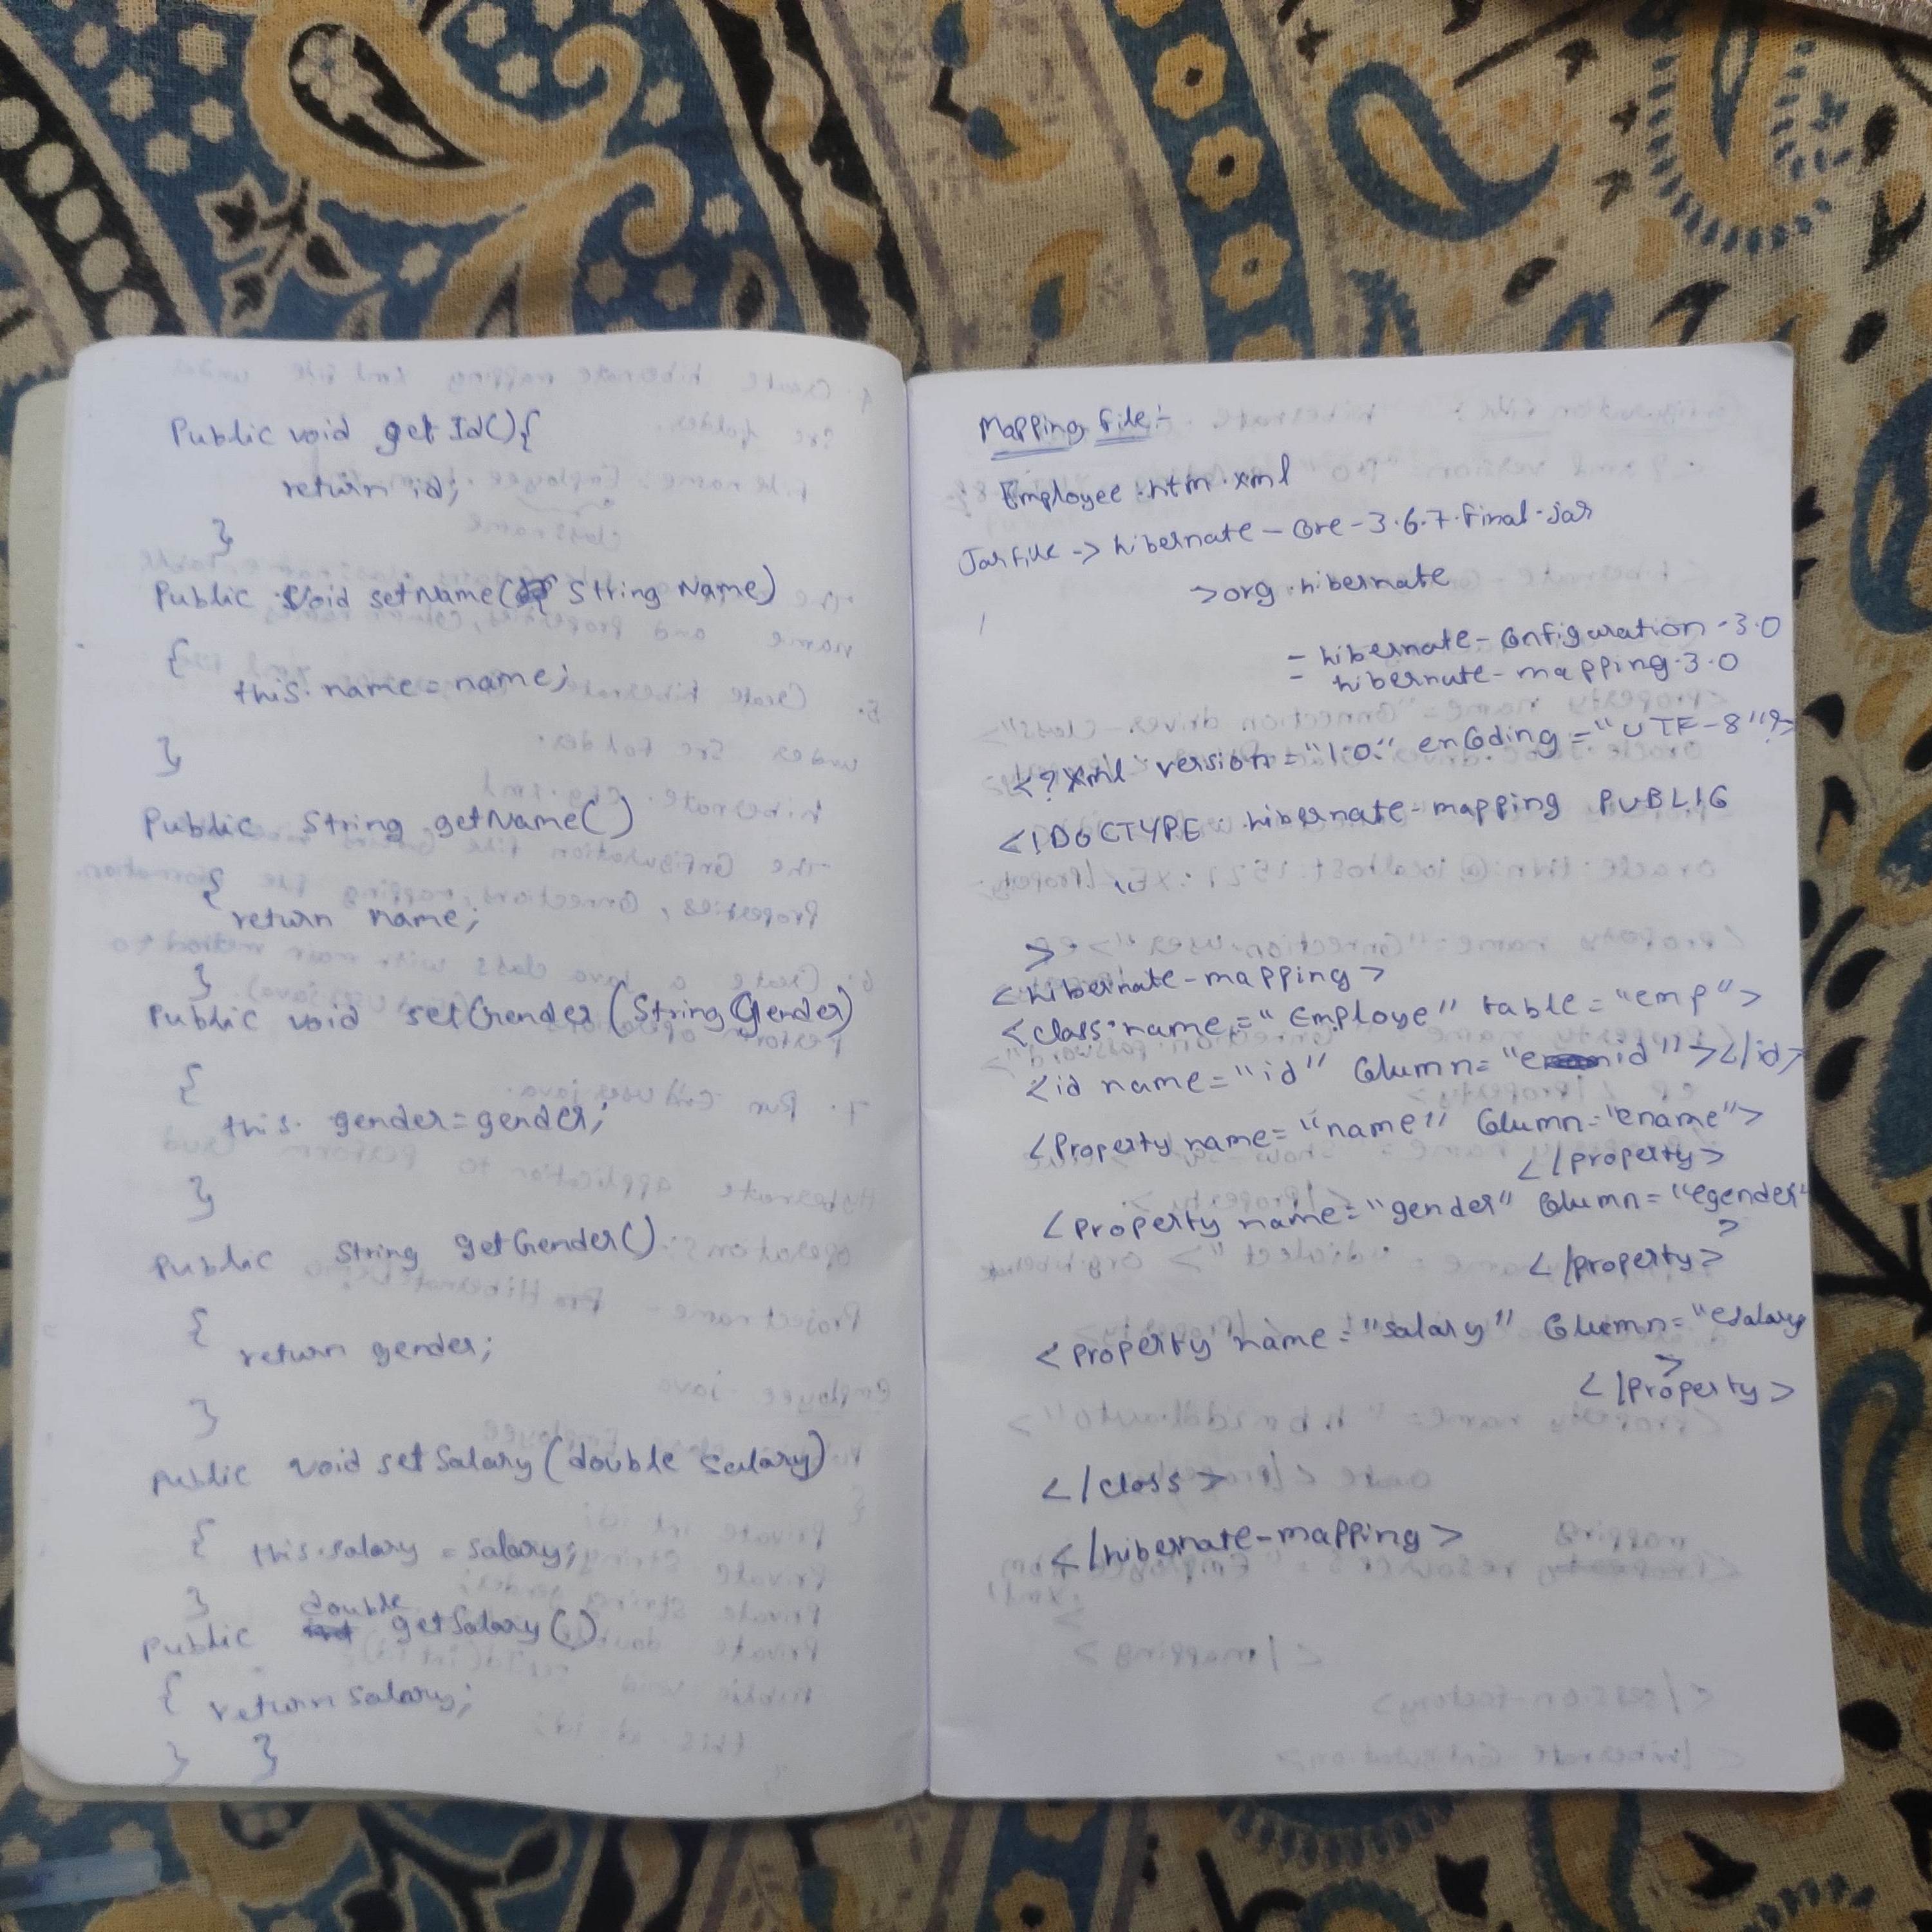 Public void get Id(){
return id;
}
Public void setName( String Name)
{
this.name = name;
}
Public String getName()
{
return name;
}
Public void setGender (String Gender)
{
this. gender = gender;
}
Public String getGender()
{
return gender;
}
Public void set Salary (double Salary)
{ this.salary = salary;
}
double
public getSalary ()
{ return salary;
} }
Mapping File:-
Employee.htm.xml
Jar File -> hibernate-Core-3.6.7.Final.jar
>org.hibernate
- hibernate-Configuration-3.0
- hibernate-mapping.3.0
<?xml version="1.0" encoding="UTF-8"?>
<!DOCTYPE hibernate-mapping PUBLIC
>
<hibernate-mapping>
<class name="Employe" table="emp">
<id name="id" Column="eid"></id>
<Property name="name" Column="ename">
</property>
<Property name="gender" Column="egender"
>
</property>
<Property name="salary" Column="esalary
>
</property>
</class>
</hibernate-mapping>